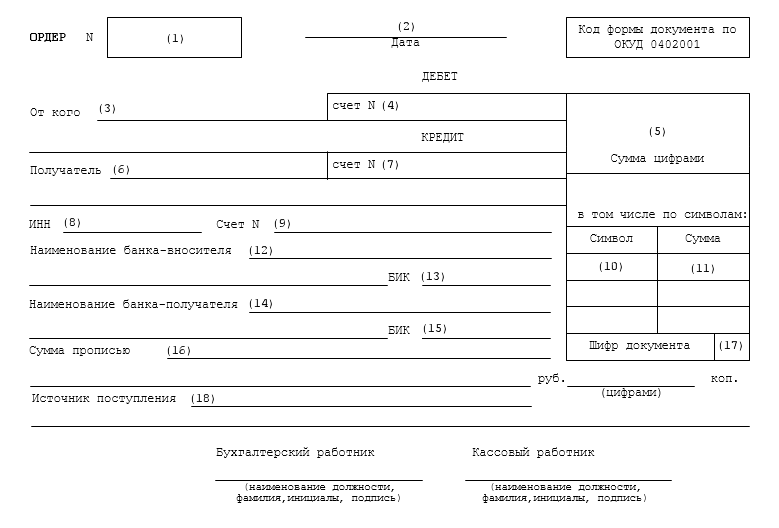 ОРДЕР N (1) (2) Код формы документа по
Дата ОКУД 0402001
ДЕБЕТ
От кого (3) счет N (4)
(5)
КРЕДИТ
Сумма цифрами
Получатель (6) счет N (7)
в том числе по символам:
ИНН (8) Счет N (9)
Символ Сумма
Наименование банка-вносителя (12)
(10) (11)
БИК (13)
Наименование банка-получателя (14)
БИК (15)
Сумма прописью (16) Шифр документа (17)
руб. коп.
(цифрами)
Источник поступления (18)
Бухгалтерский работник Кассовый работник
(наименование должности, (наименование должности,
фамилия,инициалы, подпись) фамилия,инициалы, подпись)